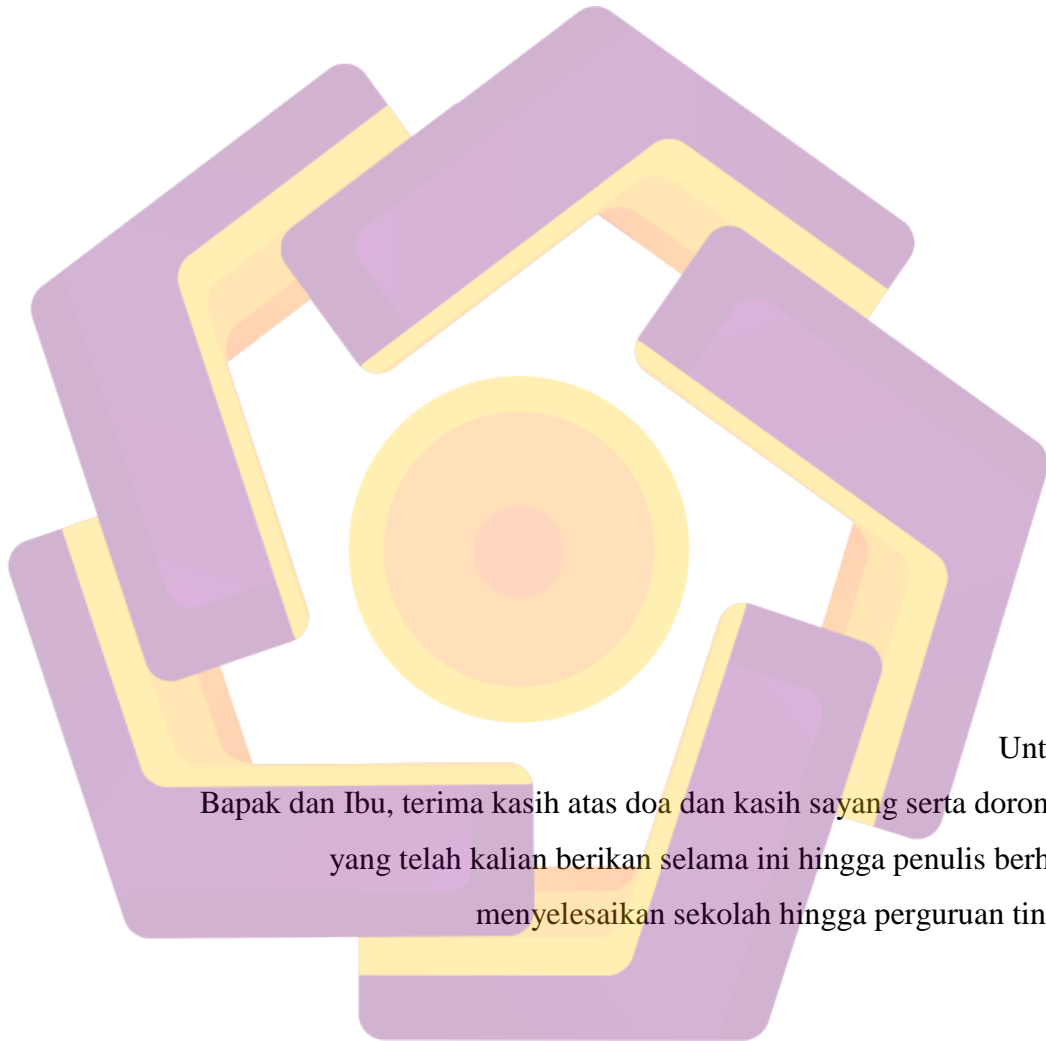 Unt
Bapak dan Ibu, terima kasih atas doa dan kasih sayang serta doron
yang telah kalian berikan selama ini hingga penulis berh
menyelesaikan sekolah hingga perguruan tin